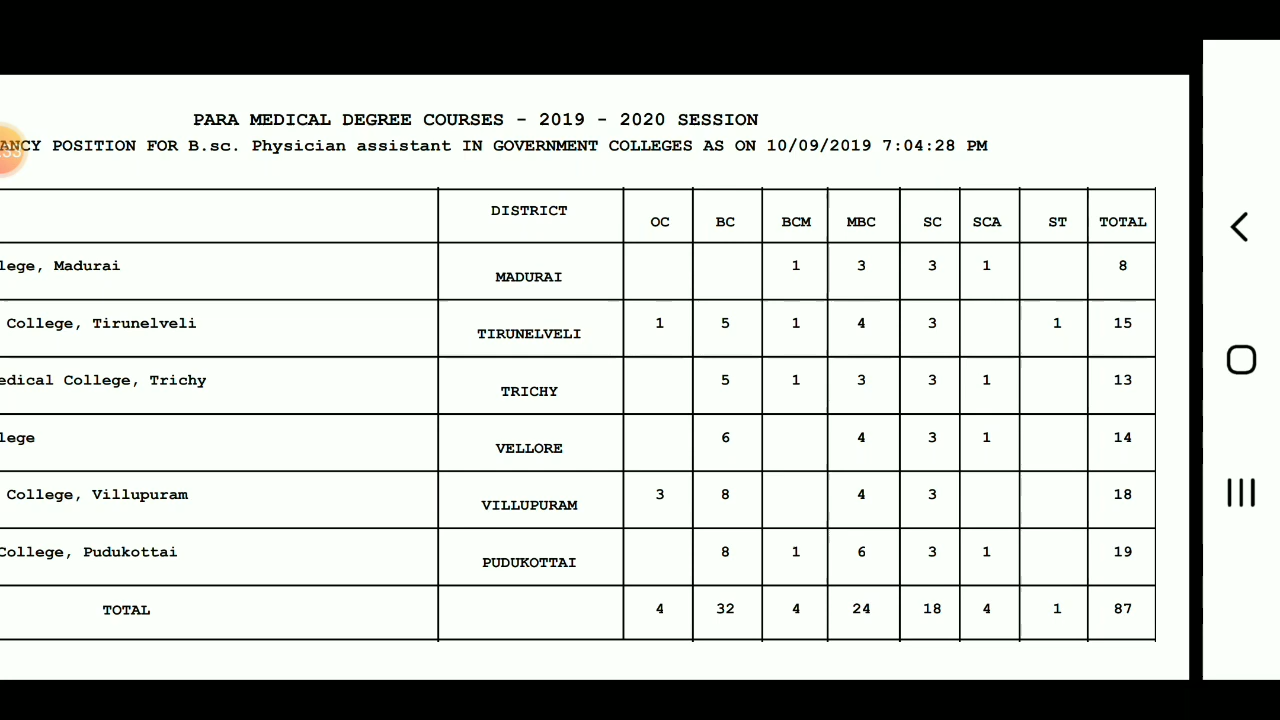 PARA MEDICAL DEGREE COURSES - 2019 - 2020 SESSION
POSITION FOR B.sc. Physician assistant IN GOVERNMENT COLLEGES AS ON 10/09/2019 7:04:28 PM
DISTRICT OC BC BCM MBC SC SCA ST TOTAL
Madurai MADURAI 1 3 3 1 8
College, Tirunelveli TIRUNELVELI 1 5 1 4 3 1 15
Medical College, Trichy TRICHY 5 1 3 3 1 13
VELLORE 6 4 3 1 14
College, Villupuram VILLUPURAM 3 8 4 3 18
College, Pudukottai PUDUKOTTAI 8 1 6 3 1 19
TOTAL 4 32 4 24 18 4 1 87